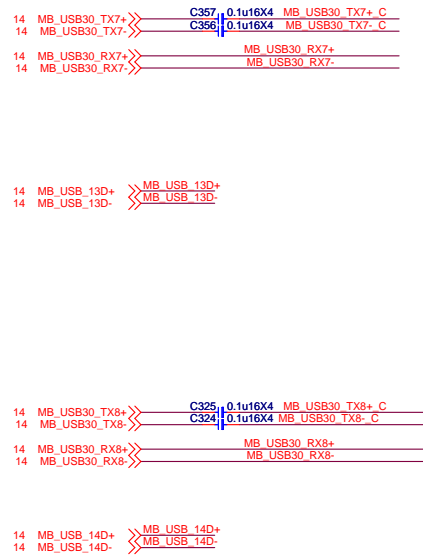 C357 0.1u16X4 MB_USB30_TX7+_C
14 MB_USB30_TX7+
C356 0.1u16X4 MB_USB30_TX7-_C
14 MB_USB30_TX7-
MB_USB30_RX7+
14 MB_USB30_RX7+
MB_USB30_RX7-
14 MB_USB30_RX7-
MB_USB_13D+
14 MB_USB_13D+
MB_USB_13D-
14 MB_USB_13D-
C325 0.1u16X4 MB_USB30_TX8+_C
14 MB_USB30_TX8+
C324 0.1u16X4 MB_USB30_TX8-_C
14 MB_USB30_TX8-
MB_USB30_RX8+
14 MB_USB30_RX8+
MB_USB30_RX8-
14 MB_USB30_RX8-
MB_USB_14D+
14 MB_USB_14D+
MB_USB_14D-
14 MB_USB_14D-